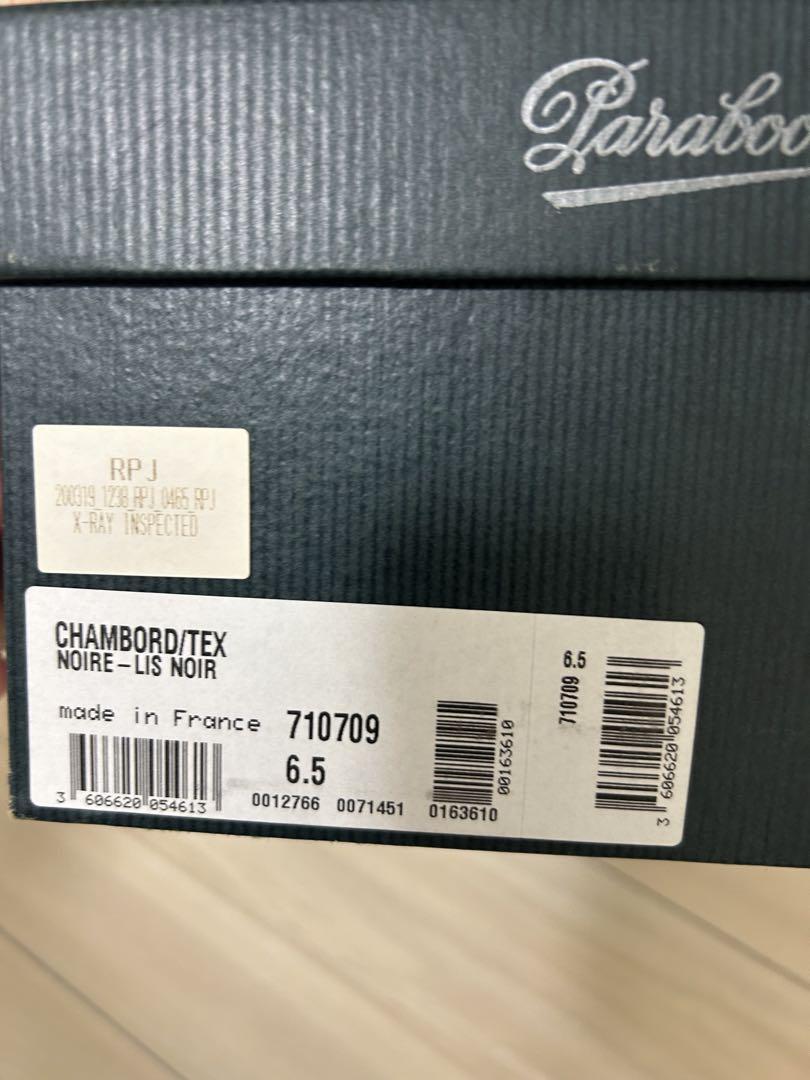 Paraboo
RPJ
200319_1238_RPJ_0465_RPJ
X-RAY INSPECTED
CHAMBORD/TEX
NOIRE-LIS NOIR
made in France 710709
6.5
3 606620 054613
0012766 0071451 0163610
00163610
6.5
710709
3 606620 054613